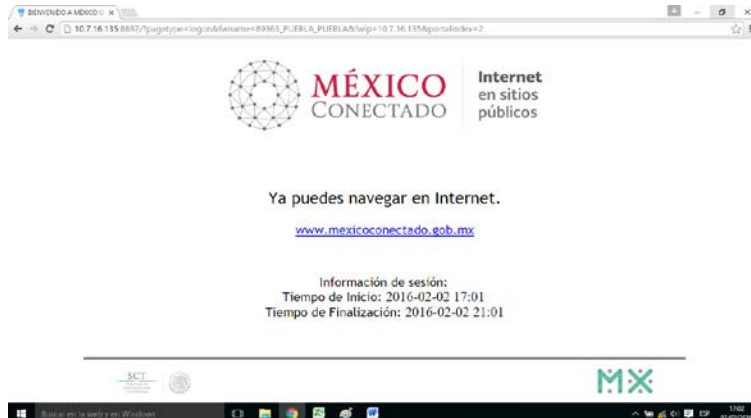 BIENVENIDO A MEXICO C
10.7.16.135:8887/?pagetype=logon&fwname=89363_PUEBLA_PUEBLA&fwip=10.7.16.135&portalindex=2
MÉXICO
CONECTADO
Internet
en sitios
públicos
Ya puedes navegar en Internet.
www.mexicoconectado.gob.mx
Información de sesión:
Tiempo de Inicio: 2016-02-02 17:01
Tiempo de Finalización: 2016-02-02 21:01
SCT
MX
Buscar en la web y en Windows
ESP
17:02